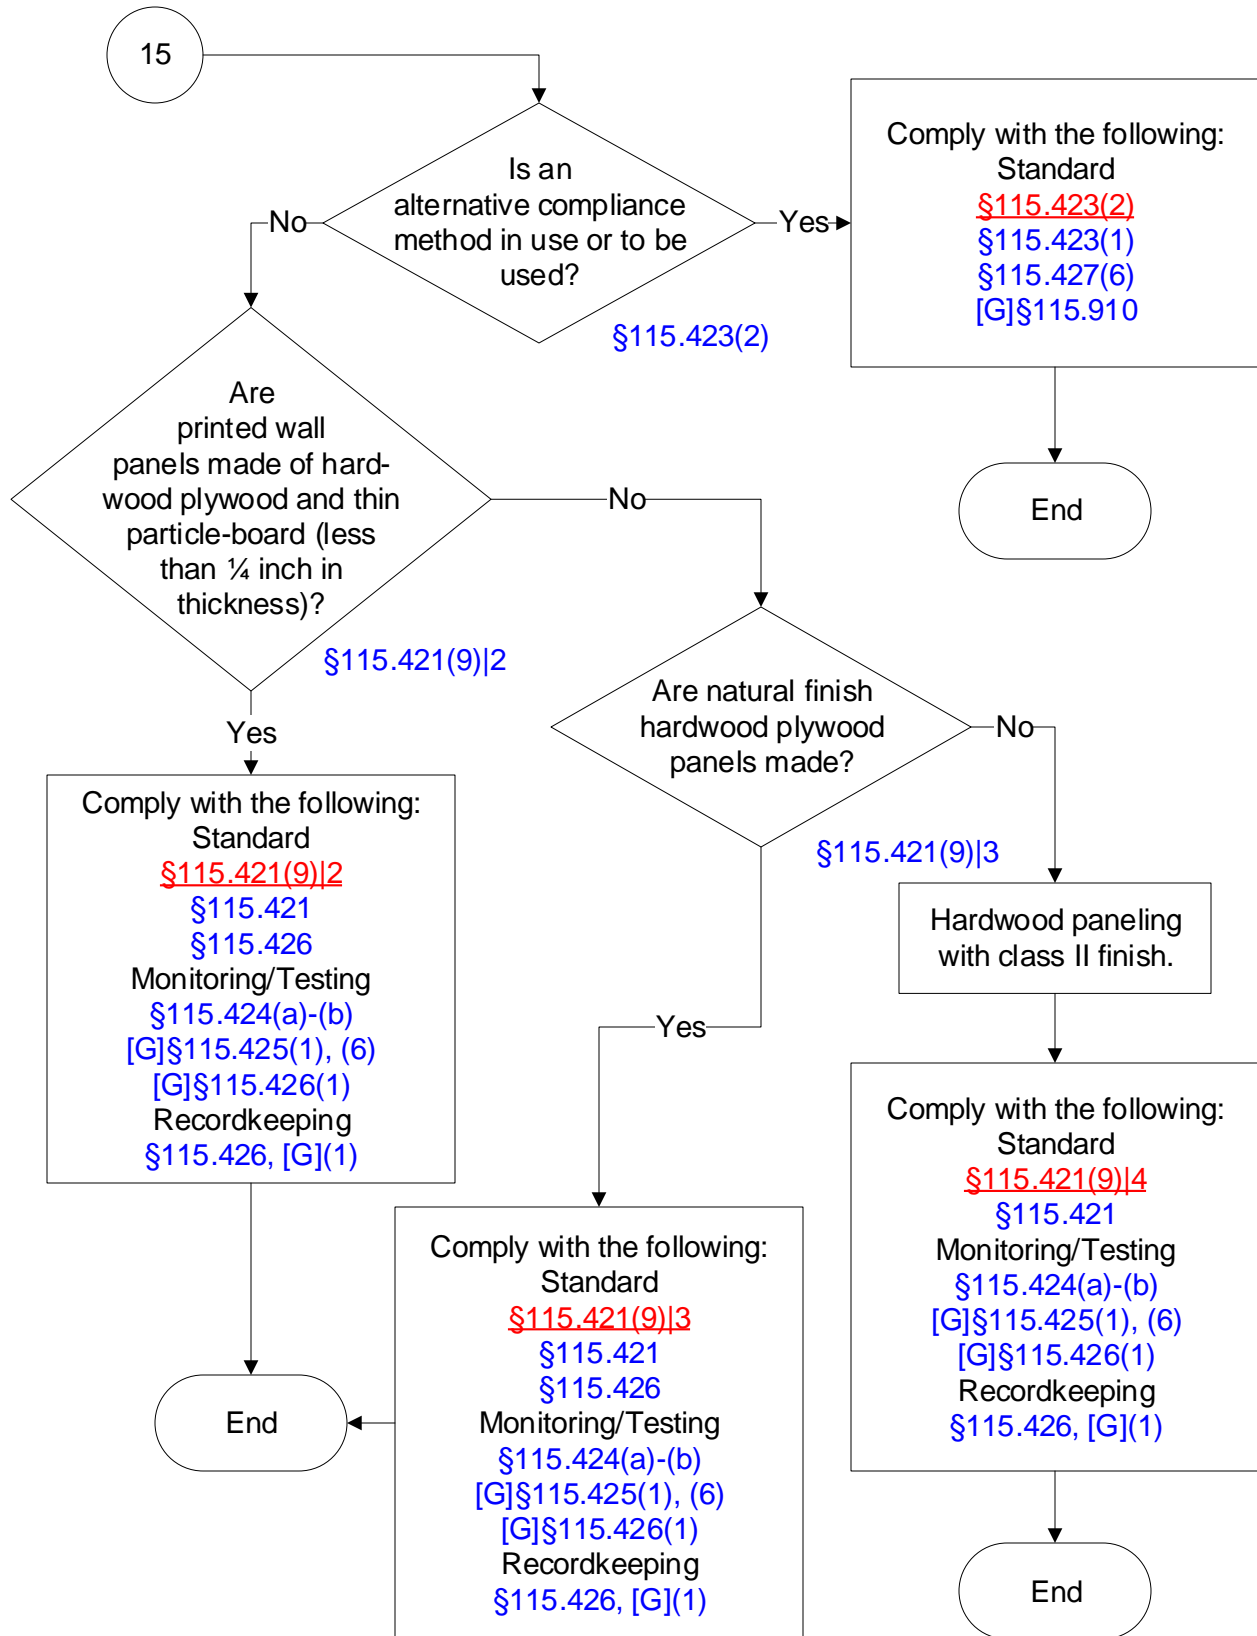 15
Is an
alternative compliance
method in use or to be
used?
§115.423(2)
No
Yes
Comply with the following:
Standard
§115.423(2)
§115.423(1)
§115.427(6)
[G]§115.910
End
Are
printed wall
panels made of hard-
wood plywood and thin
particle-board (less
than ¼ inch in
thickness)?
§115.421(9)|2
No
Yes
Comply with the following:
Standard
§115.421(9)|2
§115.421
§115.426
Monitoring/Testing
§115.424(a)-(b)
[G]§115.425(1), (6)
[G]§115.426(1)
Recordkeeping
§115.426, [G](1)
End
Are natural finish
hardwood plywood
panels made?
§115.421(9)|3
No
Yes
Comply with the following:
Standard
§115.421(9)|3
§115.421
§115.426
Monitoring/Testing
§115.424(a)-(b)
[G]§115.425(1), (6)
[G]§115.426(1)
Recordkeeping
§115.426, [G](1)
Hardwood paneling
with class II finish.
Comply with the following:
Standard
§115.421(9)|4
§115.421
Monitoring/Testing
§115.424(a)-(b)
[G]§115.425(1), (6)
[G]§115.426(1)
Recordkeeping
§115.426, [G](1)
End